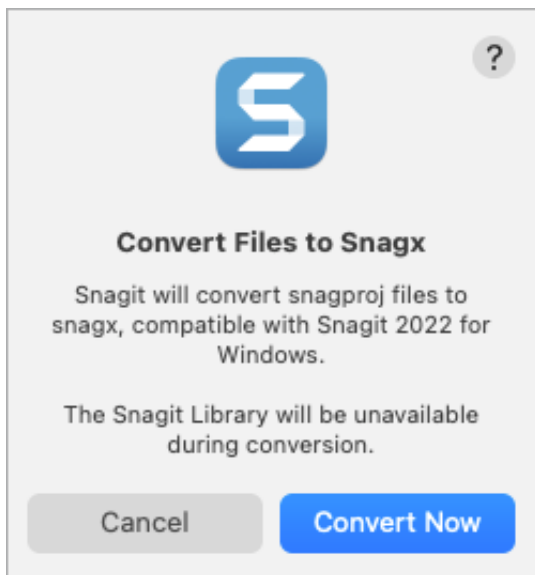 ?
Convert Files to Snagx
Snagit will convert snagproj files to
snagx, compatible with Snagit 2022 for
Windows.
The Snagit Library will be unavailable
during conversion.
Cancel
Convert Now